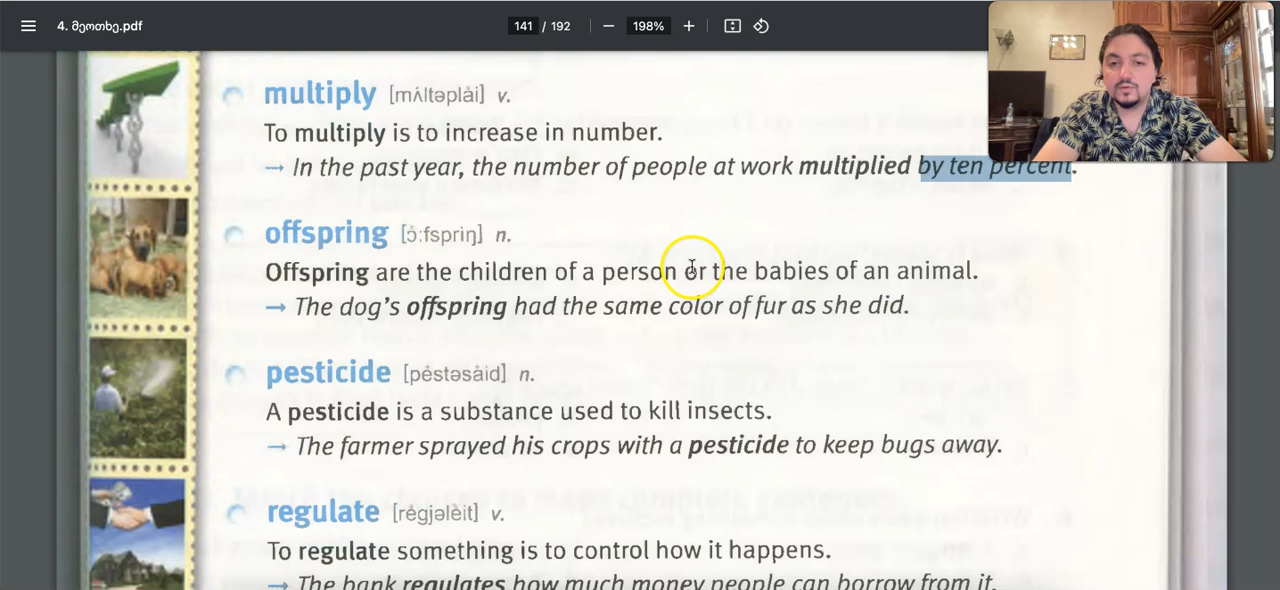 4. მეოთხე.pdf
141 / 192
198%
multiply [mʌ́ltəplài] v.
To multiply is to increase in number.
→ In the past year, the number of people at work multiplied by ten percent.
offspring [ɔ́:fspriŋ] n.
Offspring are the children of a person or the babies of an animal.
→ The dog's offspring had the same color of fur as she did.
pesticide [péstəsàid] n.
A pesticide is a substance used to kill insects.
→ The farmer sprayed his crops with a pesticide to keep bugs away.
regulate [régjəlèit] v.
To regulate something is to control how it happens.
→ The bank regulates how much money people can borrow from it.